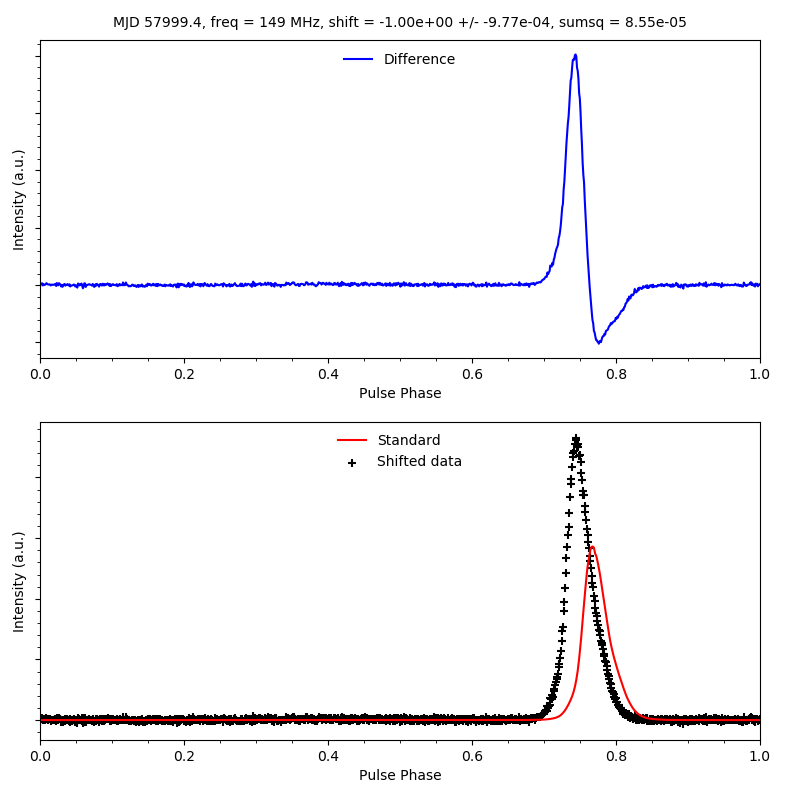 MJD 57999.4, freq = 149 MHz, shift = -1.00e+00 +/- -9.77e-04, sumsq = 8.55e-05
Difference
Intensity (a.u.)
0.0 0.2 0.4 0.6 0.8 1.0
Pulse Phase
Standard
Shifted data
Intensity (a.u.)
0.0 0.2 0.4 0.6 0.8 1.0
Pulse Phase